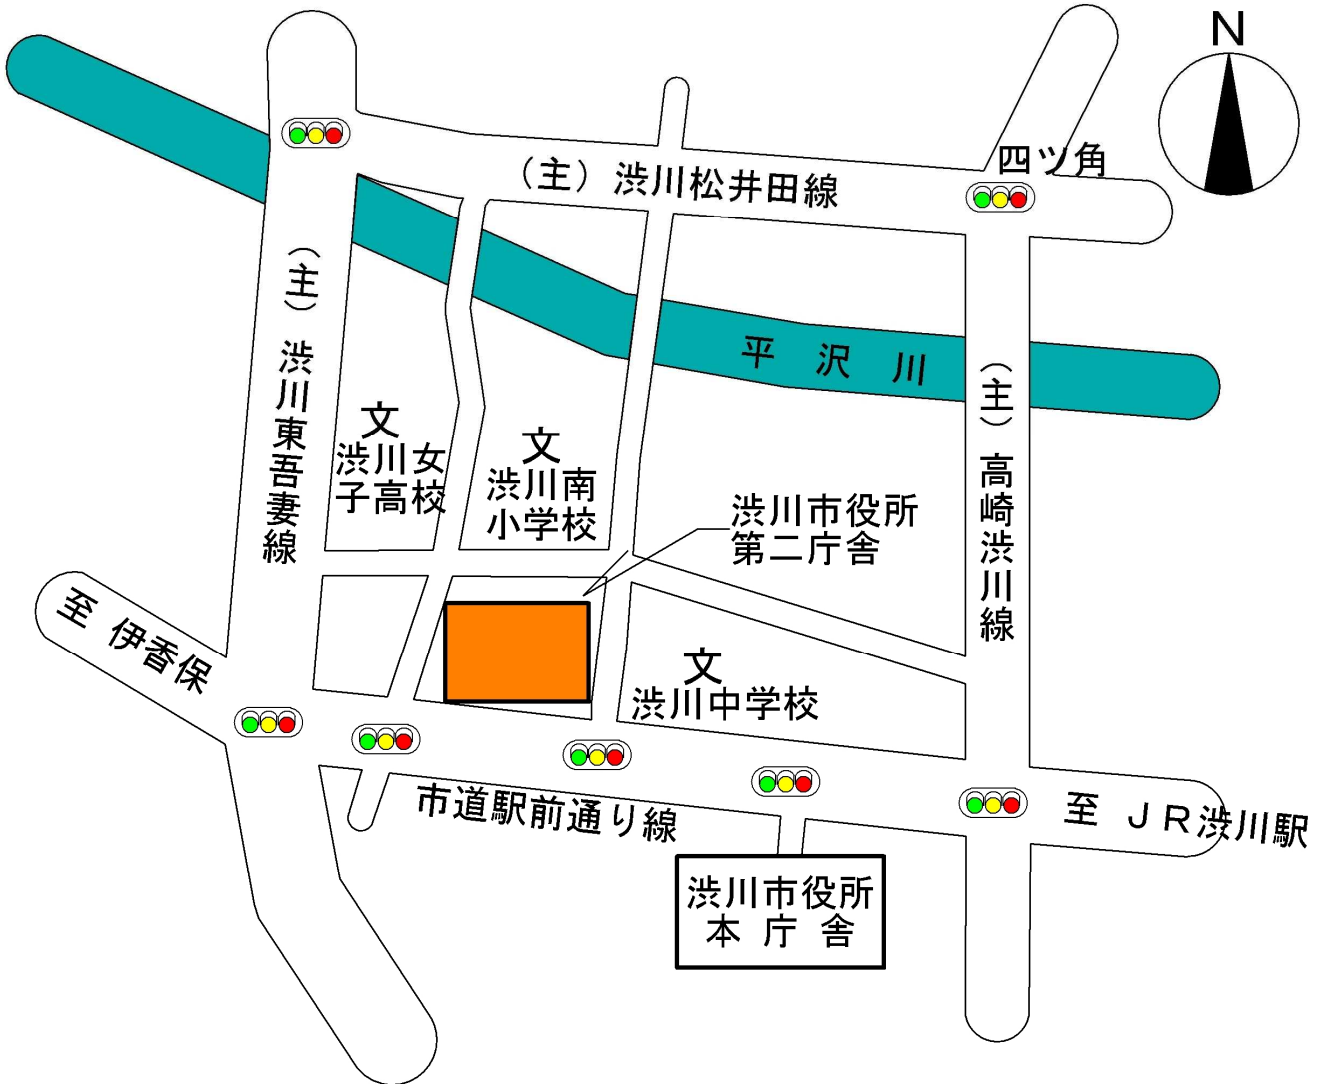 N
四ツ角
（主）渋川松井田線
（主）渋川東吾妻線
平沢川
（主）高崎渋川線
文
渋川女
子高校
文
渋川南
小学校
渋川市役所
第二庁舎
至 伊香保
文
渋川中学校
市道駅前通り線
至 ＪＲ渋川駅
渋川市役所
本庁舎